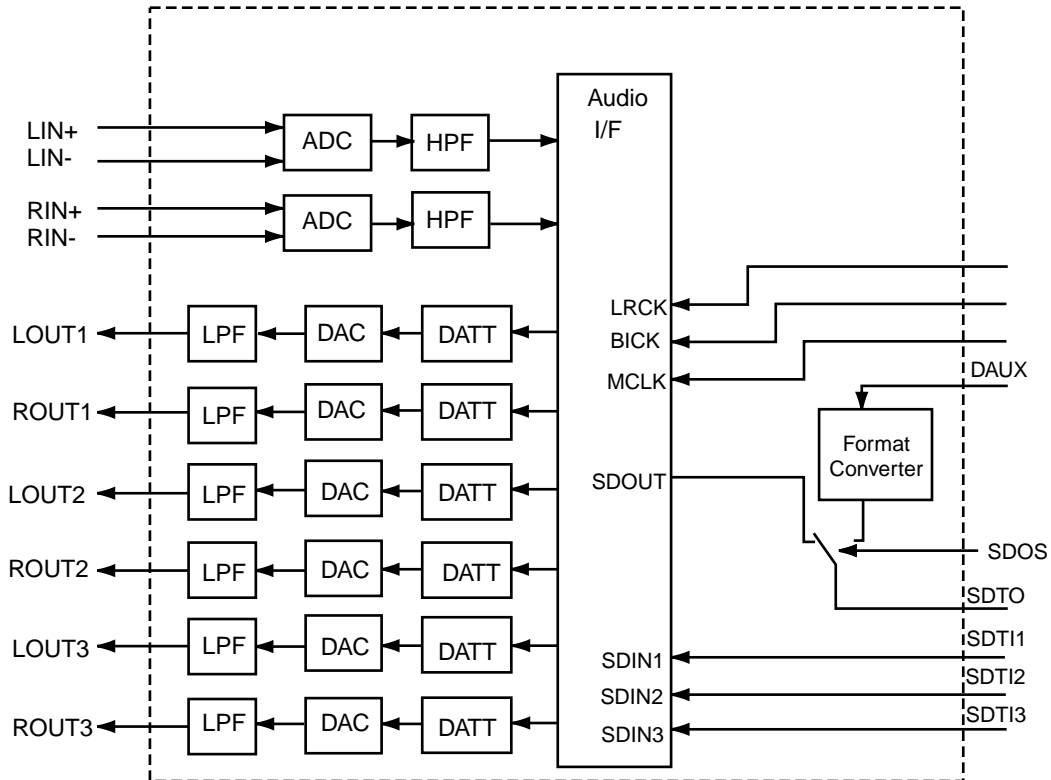 Audio
I/F
LIN+
LIN-
ADC
HPF
RIN+
RIN-
ADC
HPF
LOUT1
LPF
DAC
DATT
ROUT1
LPF
DAC
DATT
LOUT2
LPF
DAC
DATT
ROUT2
LPF
DAC
DATT
LOUT3
LPF
DAC
DATT
ROUT3
LPF
DAC
DATT
LRCK
BICK
MCLK
SDOUT
SDIN1
SDIN2
SDIN3
DAUX
Format
Converter
SDOS
SDTO
SDTI1
SDTI2
SDTI3